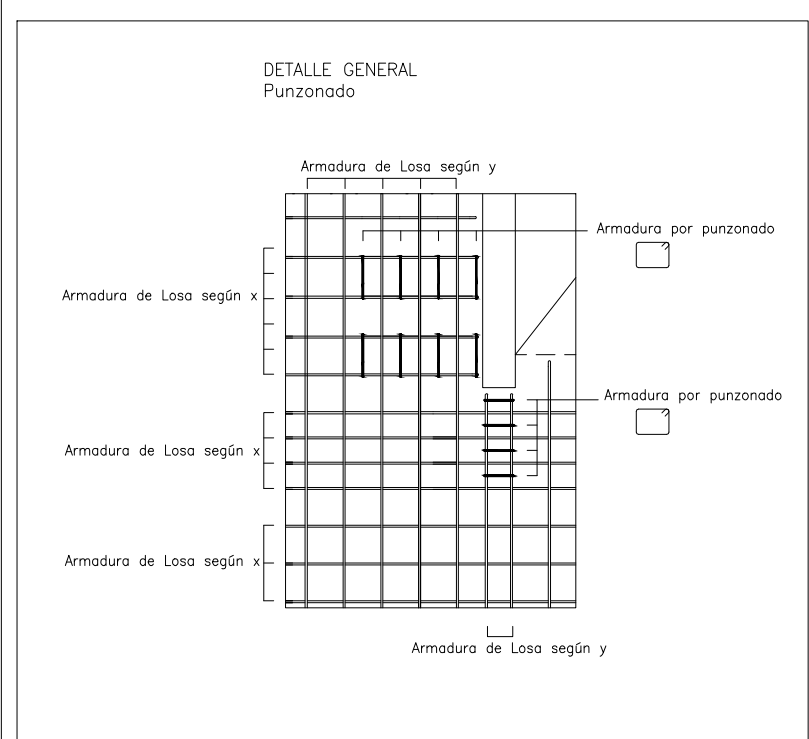 DETALLE GENERAL
Punzonado
Armadura de Losa según y
Armadura por punzonado
Armadura de Losa según x
Armadura por punzonado
Armadura de Losa según x
Armadura de Losa según x
Armadura de Losa según y